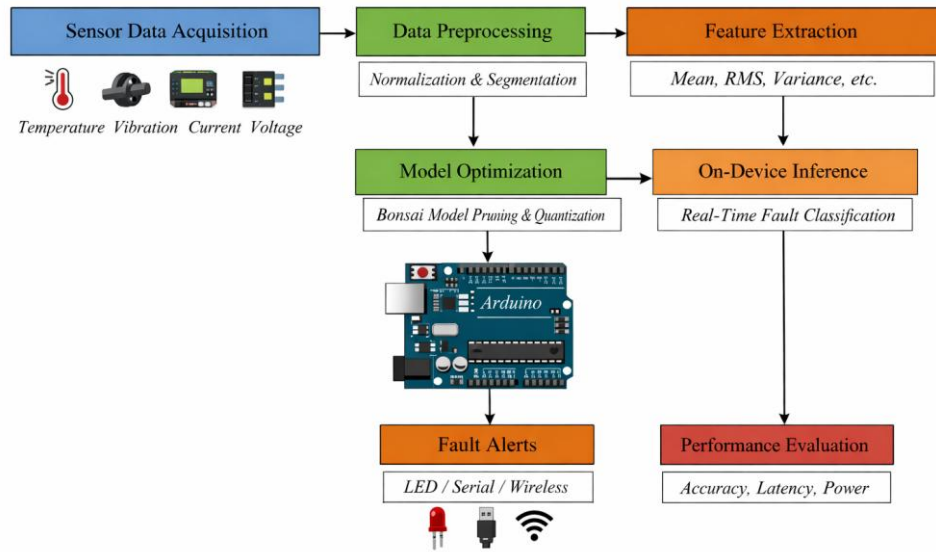 Sensor Data Acquisition
Data Preprocessing
Feature Extraction
Normalization & Segmentation
Mean, RMS, Variance, etc.
Temperature Vibration Current Voltage
Model Optimization
On-Device Inference
Bonsai Model Pruning & Quantization
Real-Time Fault Classification
Arduino
Fault Alerts
Performance Evaluation
LED / Serial / Wireless
Accuracy, Latency, Power